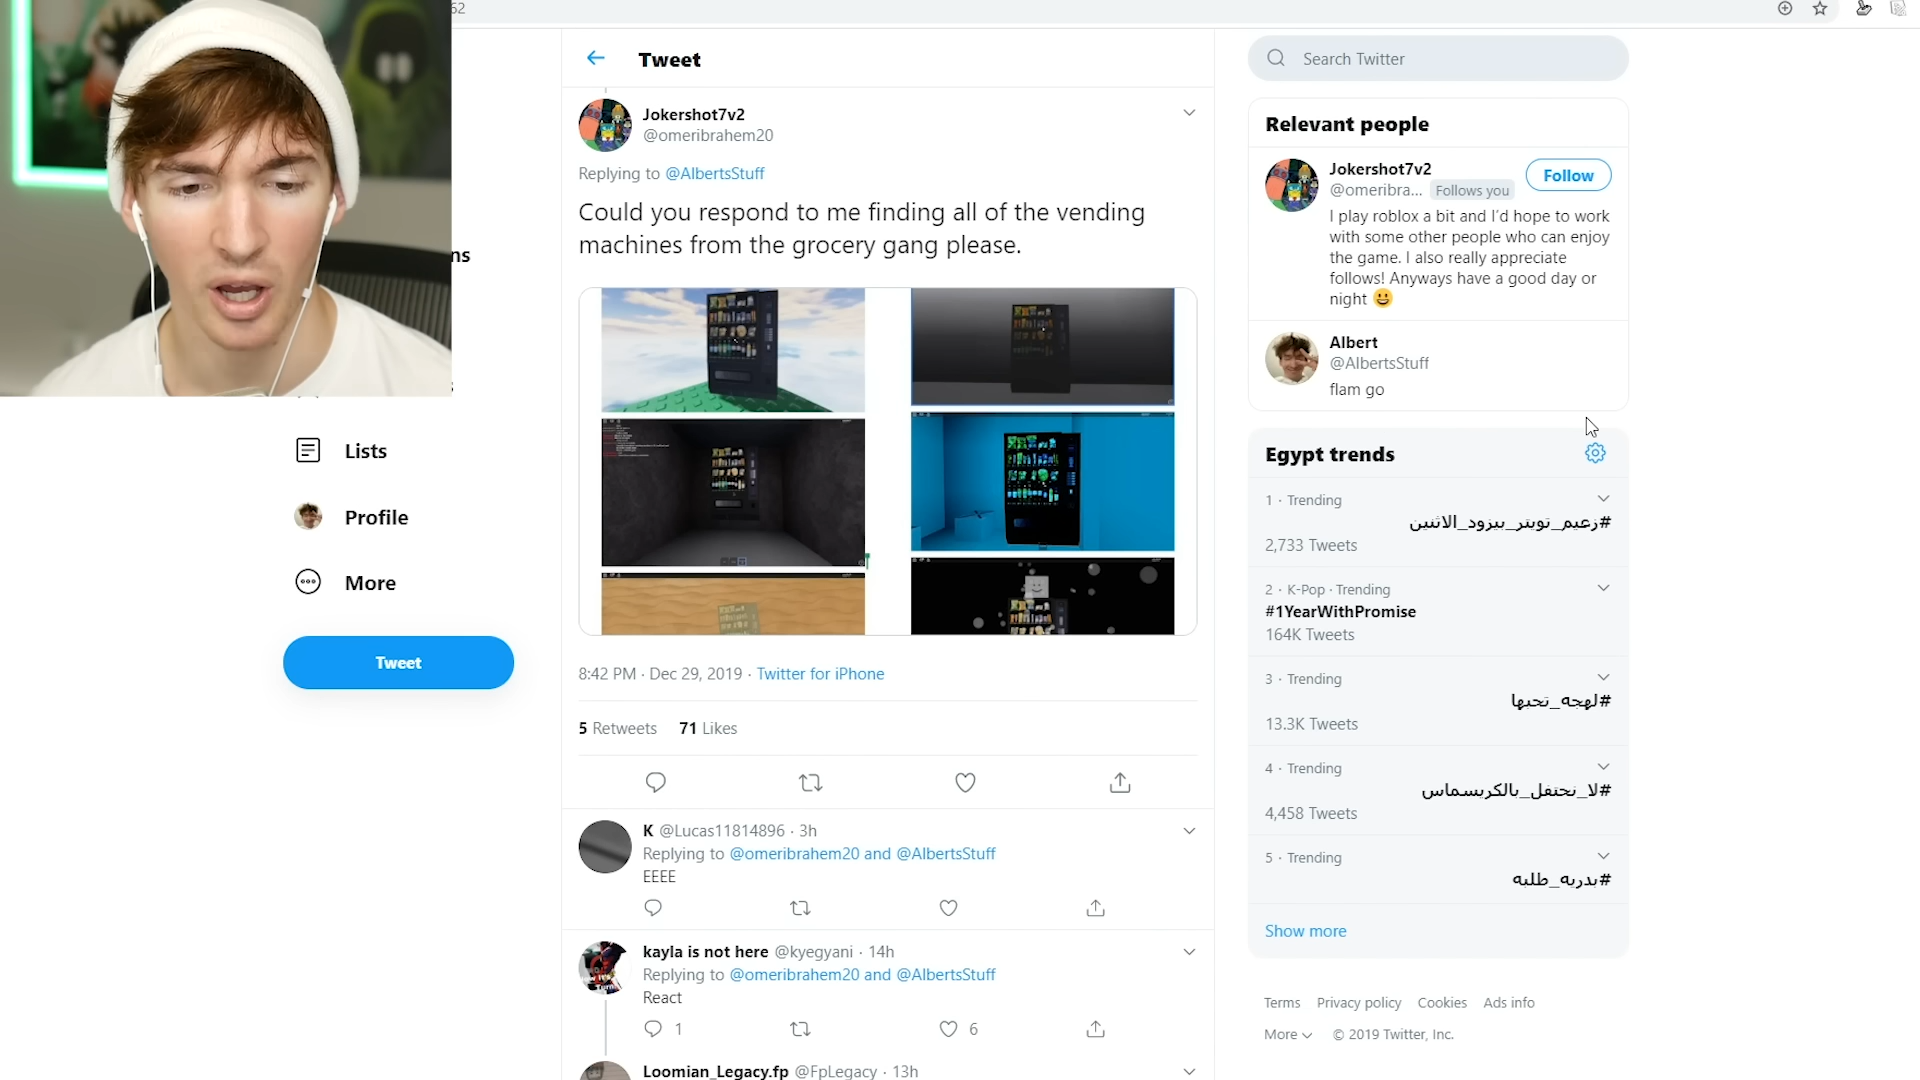 62
Tweet
Search Twitter
Jokershot7v2
@omeribrahem20
Replying to @AlbertsStuff
Could you respond to me finding all of the vending
machines from the grocery gang please.
8:42 PM · Dec 29, 2019 · Twitter for iPhone
5 Retweets 71 Likes
K @Lucas11814896 · 3h
Replying to @omeribrahem20 and @AlbertsStuff
EEEE
kayla is not here @kyegyani · 14h
Replying to @omeribrahem20 and @AlbertsStuff
React
1 6
Loomian_Legacy.fp @FpLegacy · 13h
ns
Lists
Profile
More
Tweet
Relevant people
Jokershot7v2
@omeribra... Follows you
Follow
I play roblox a bit and I'd hope to work
with some other people who can enjoy
the game. I also really appreciate
follows! Anyways have a good day or
night 😀
Albert
@AlbertsStuff
flam go
Egypt trends
1 · Trending
#زعيم_تويتر_بيزود_الاثنين
2,733 Tweets
2 · K-Pop · Trending
#1YearWithPromise
164K Tweets
3 · Trending
#لهجه_تحبها
13.3K Tweets
4 · Trending
#لا_نحتفل_بالكريسماس
4,458 Tweets
5 · Trending
#بدريه_طلبه
Show more
Terms Privacy policy Cookies Ads info
More © 2019 Twitter, Inc.